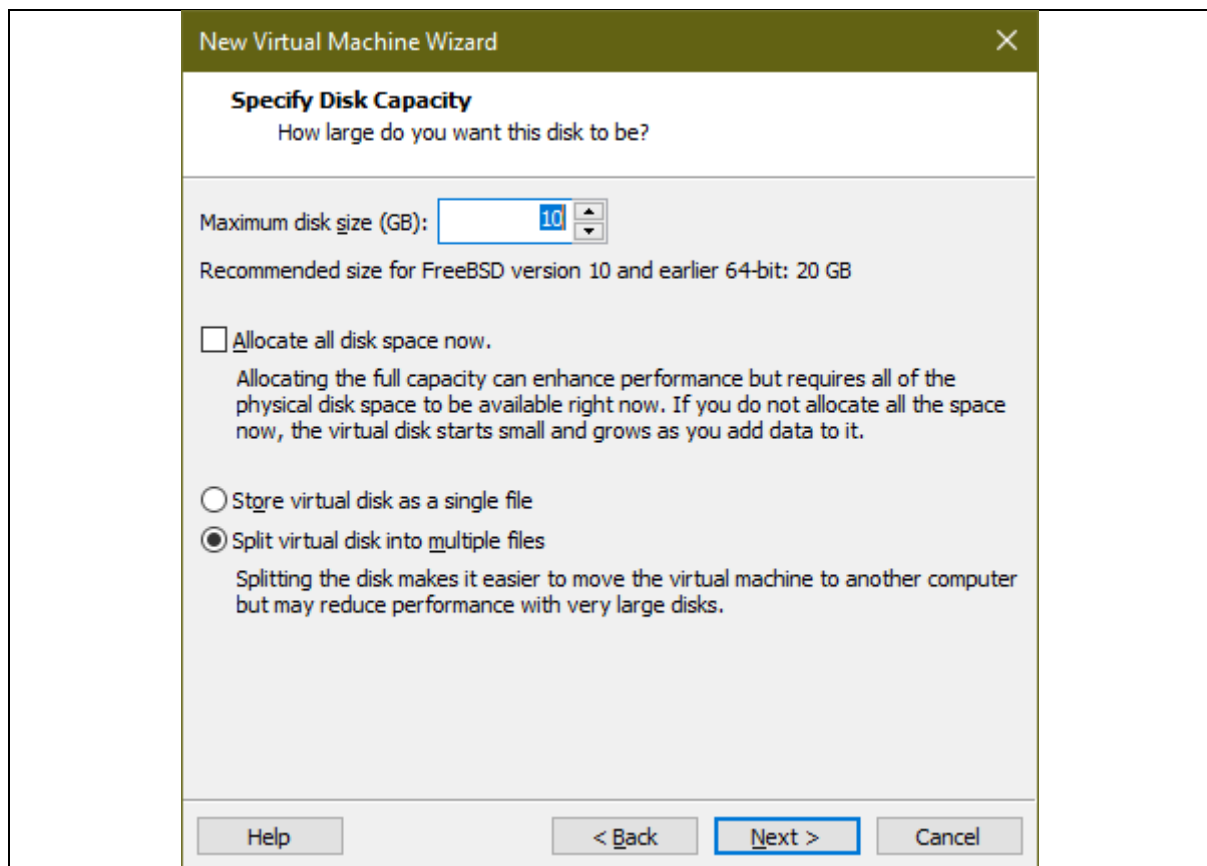 New Virtual Machine Wizard
Specify Disk Capacity
How large do you want this disk to be?
Maximum disk size (GB): 10
Recommended size for FreeBSD version 10 and earlier 64-bit: 20 GB
Allocate all disk space now.
Allocating the full capacity can enhance performance but requires all of the
physical disk space to be available right now. If you do not allocate all the space
now, the virtual disk starts small and grows as you add data to it.
Store virtual disk as a single file
Split virtual disk into multiple files
Splitting the disk makes it easier to move the virtual machine to another computer
but may reduce performance with very large disks.
Help < Back Next > Cancel